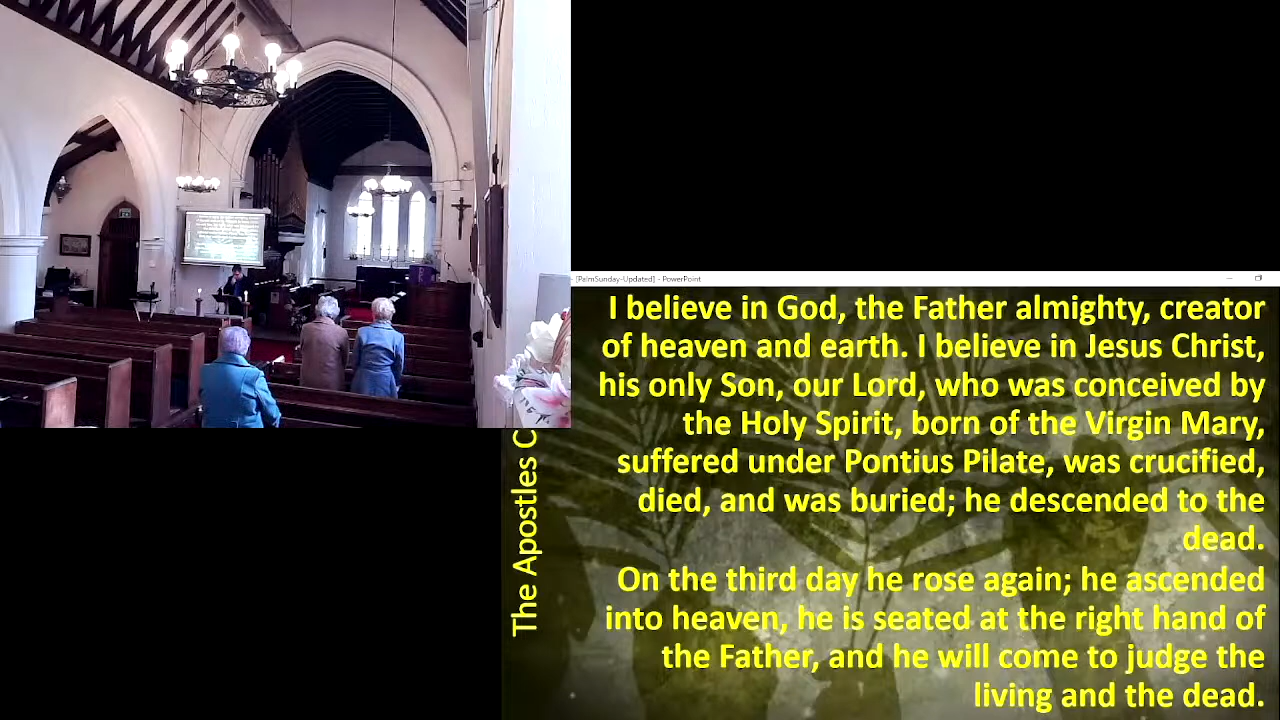 [PalmSunday-Updated] - PowerPoint
The Apostles C
I believe in God, the Father almighty, creator
of heaven and earth. I believe in Jesus Christ,
his only Son, our Lord, who was conceived by
the Holy Spirit, born of the Virgin Mary,
suffered under Pontius Pilate, was crucified,
died, and was buried; he descended to the
dead.
On the third day he rose again; he ascended
into heaven, he is seated at the right hand of
the Father, and he will come to judge the
living and the dead.